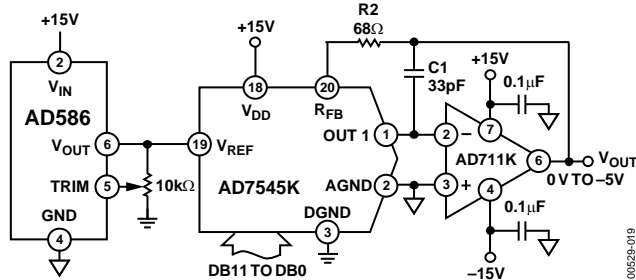 R2
+15V
+15V
68Ω
+15V
C1
33pF
0.1µF
2
18
20
VIN
VDD
RFB
7
AD586
OUT 1
1
2
–
VOUT
6
19
VREF
AD711K
6
VOUT
TRIM
5
10kΩ
AD7545K
AGND
2
3
+
0 V TO –5V
4
GND
DGND
0.1µF
4
3
DB11 TO DB0
–15V
00529-019